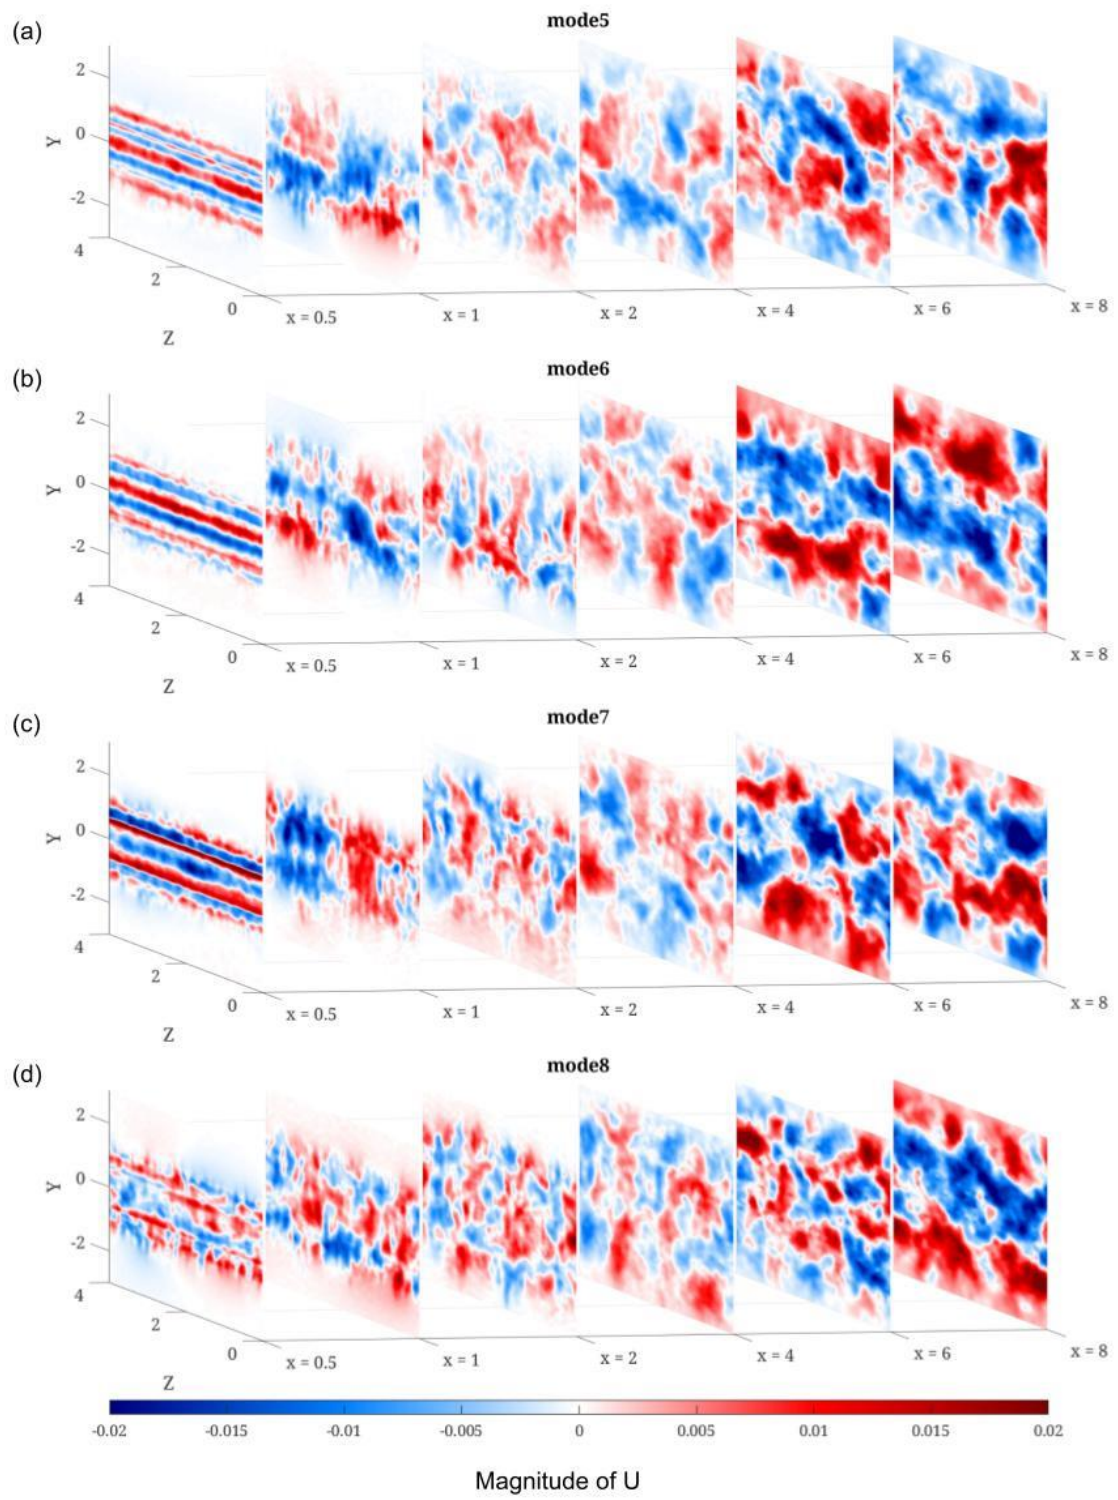 (a)
mode5
2
0
-2
4
2
0
Y
Z
x = 0.5
x = 1
x = 2
x = 4
x = 6
x = 8
(b)
mode6
2
0
-2
4
2
0
Y
Z
x = 0.5
x = 1
x = 2
x = 4
x = 6
x = 8
(c)
mode7
2
0
-2
4
2
0
Y
Z
x = 0.5
x = 1
x = 2
x = 4
x = 6
x = 8
(d)
mode8
2
0
-2
4
2
0
Y
Z
x = 0.5
x = 1
x = 2
x = 4
x = 6
x = 8
-0.02 -0.015 -0.01 -0.005 0 0.005 0.01 0.015 0.02
Magnitude of U